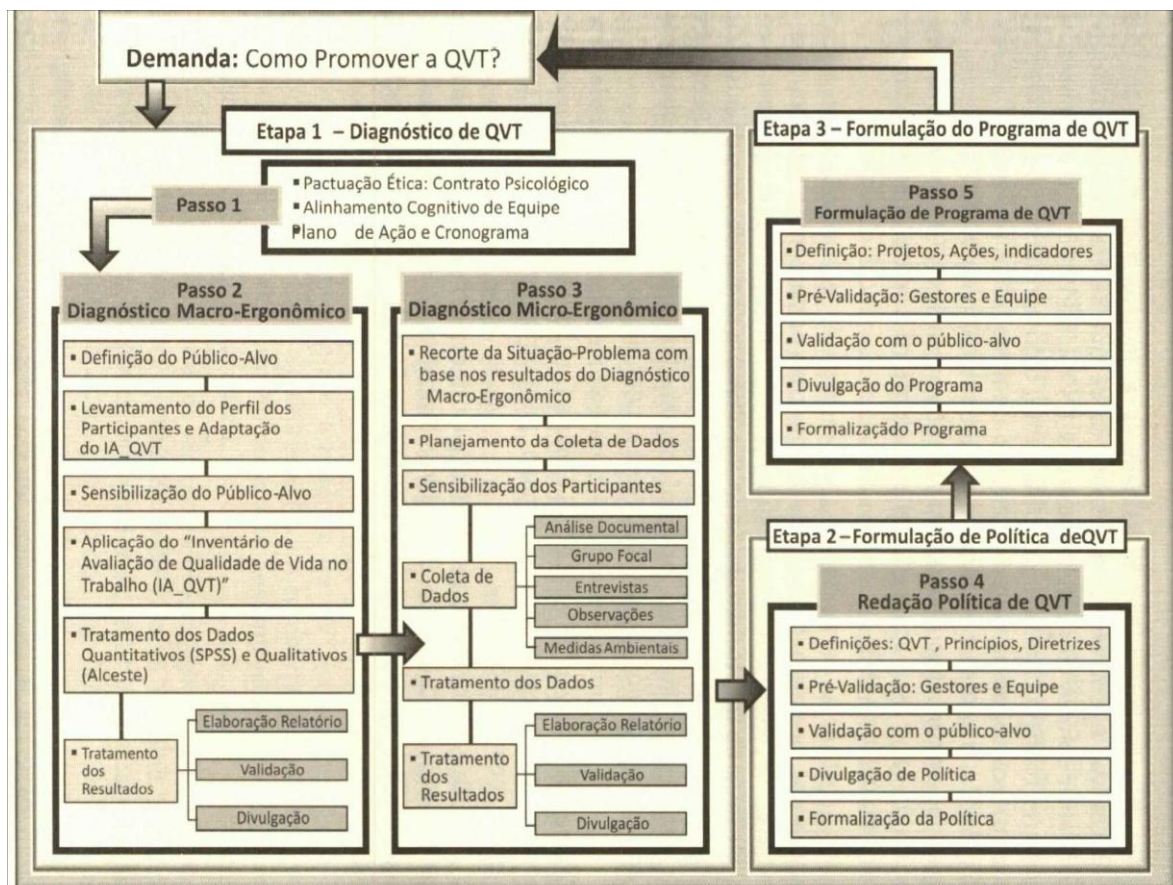 Demanda: Como Promover a QVT?
Etapa 1 – Diagnóstico de QVT
Passo 1
▪ Pactuação Ética: Contrato Psicológico
▪ Alinhamento Cognitivo de Equipe
Plano de Ação e Cronograma
Passo 2
Diagnóstico Macro-Ergonômico
▪ Definição do Público-Alvo
▪ Levantamento do Perfil dos
Participantes e Adaptação
do IA_QVT
▪ Sensibilização do Público-Alvo
▪ Aplicação do “Inventário de
Avaliação de Qualidade de Vida no
Trabalho (IA_QVT)”
▪ Tratamento dos Dados
Quantitativos (SPSS) e Qualitativos
(Alceste)
▪ Tratamento
dos
Resultados
Elaboração Relatório
Validação
Divulgação
Passo 3
Diagnóstico Micro-Ergonômico
▪ Recorte da Situação-Problema com
base nos resultados do Diagnóstico
Macro-Ergonômico
▪ Planejamento da Coleta de Dados
▪ Sensibilização dos Participantes
▪ Coleta de
Dados
Análise Documental
Grupo Focal
Entrevistas
Observações
Medidas Ambientais
▪ Tratamento dos Dados
▪ Tratamento
dos
Resultados
Elaboração Relatório
Validação
Divulgação
Etapa 2 – Formulação de Política deQVT
Passo 4
Redação Política de QVT
▪ Definições: QVT , Princípios, Diretrizes
▪ Pré-Validação: Gestores e Equipe
▪ Validação com o público-alvo
▪ Divulgação de Política
▪ Formalização da Política
Etapa 3 – Formulação do Programa de QVT
Passo 5
Formulação de Programa de QVT
▪ Definição: Projetos, Ações, indicadores
▪ Pré-Validação: Gestores e Equipe
▪ Validação com o público-alvo
▪ Divulgação do Programa
▪ Formalizaçãdo Programa